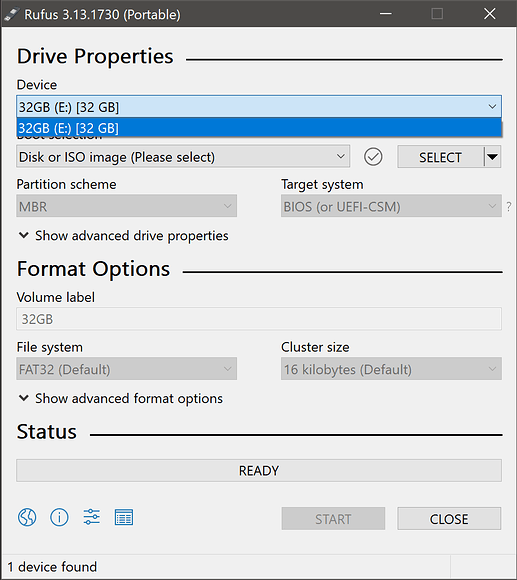 Rufus 3.13.1730 (Portable)
Drive Properties
Device
32GB (E:) [32 GB]
32GB (E:) [32 GB]
Boot selection
Disk or ISO image (Please select)
SELECT
Partition scheme
Target system
MBR
BIOS (or UEFI-CSM)
?
Show advanced drive properties
Format Options
Volume label
32GB
File system
Cluster size
FAT32 (Default)
16 kilobytes (Default)
Show advanced format options
Status
READY
START
CLOSE
1 device found